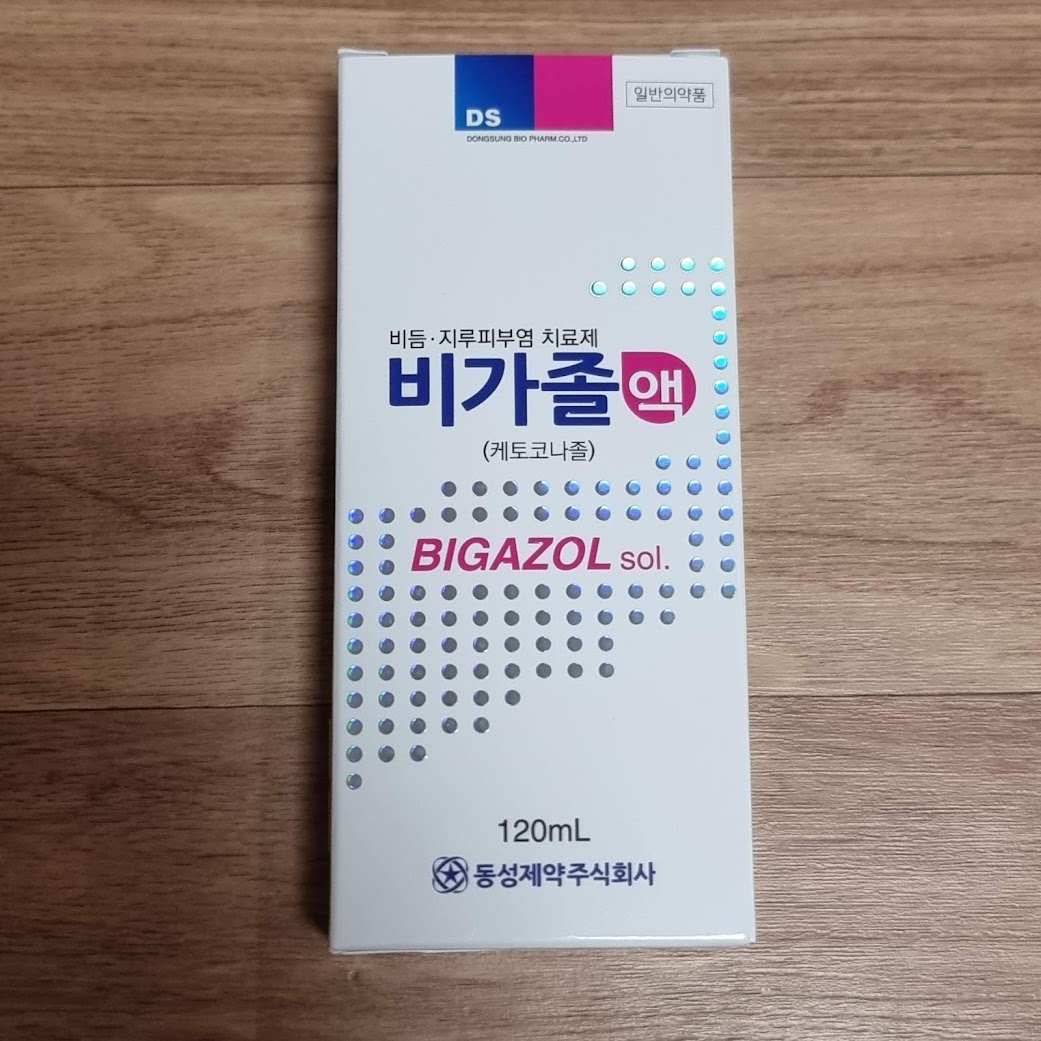 DS
DONGSUNG BIO PHARM.CO.,LTD
일반의약품
비듬·지루피부염 치료제
비가졸액
(케토코나졸)
BIGAZOL sol.
120mL
동성제약주식회사